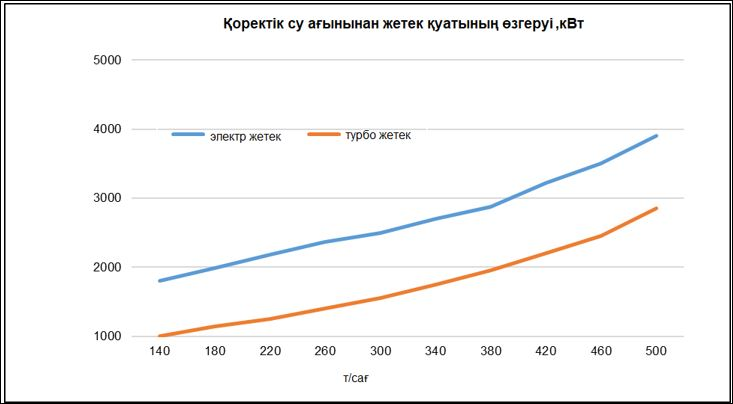 Қоректік су ағынынан жетек қуатының өзгеруі,кВт
5000
4000
электр жетек турбо жетек
3000
2000
1000
140 180 220 260 300 340 380 420 460 500
т/сағ